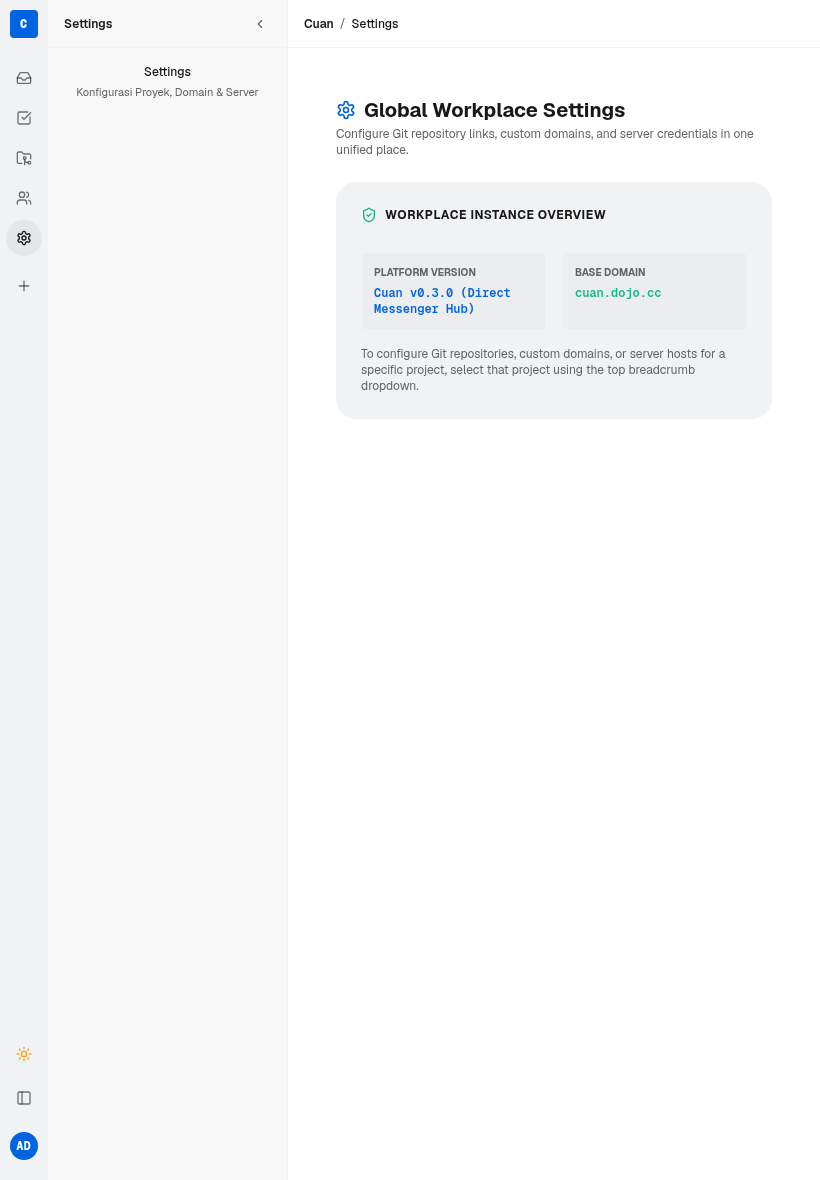 C
Settings
Cuan / Settings
Settings
Konfigurasi Proyek, Domain & Server
Global Workplace Settings
Configure Git repository links, custom domains, and server credentials in one
unified place.
WORKPLACE INSTANCE OVERVIEW
PLATFORM VERSION
Cuan v0.3.0 (Direct
Messenger Hub)
BASE DOMAIN
cuan.dojo.cc
To configure Git repositories, custom domains, or server hosts for a
specific project, select that project using the top breadcrumb
dropdown.
AD